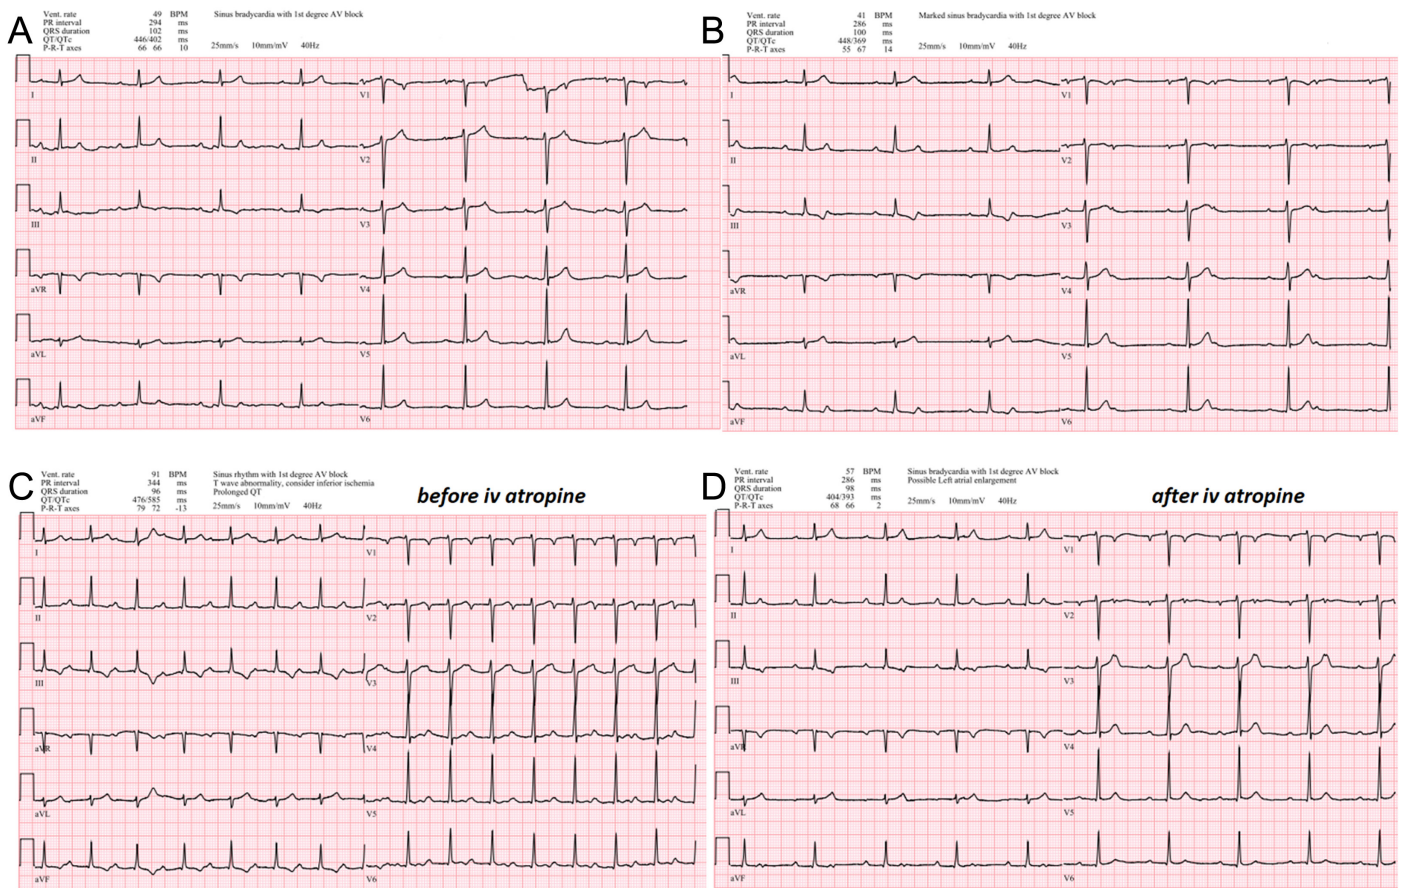 A
Vent. rate 49 BPM
PR interval 294 ms
QRS duration 102 ms
QT/QTc 446/402 ms
P-R-T axes 66 66 10
Sinus bradycardia with 1st degree AV block
25mm/s 10mm/mV 40Hz
I
V1
II
V2
III
V3
aVR
V4
aVL
V5
aVF
V6
B
Vent. rate 41 BPM
PR interval 286 ms
QRS duration 100 ms
QT/QTc 448/369 ms
P-R-T axes 55 67 14
Marked sinus bradycardia with 1st degree AV block
25mm/s 10mm/mV 40Hz
I
V1
II
V2
III
V3
aVR
V4
aVL
V5
aVF
V6
C
Vent. rate 91 BPM
PR interval 344 ms
QRS duration 96 ms
QT/QTc 476/585 ms
P-R-T axes 79 72 -13
Sinus rhythm with 1st degree AV block
T wave abnormality, consider inferior ischemia
Prolonged QT
25mm/s 10mm/mV 40Hz
before iv atropine
I
V1
II
V2
III
V3
aVR
V4
aVL
V5
aVF
V6
D
Vent. rate 57 BPM
PR interval 286 ms
QRS duration 98 ms
QT/QTc 404/393 ms
P-R-T axes 68 66 2
Sinus bradycardia with 1st degree AV block
Possible Left atrial enlargement
25mm/s 10mm/mV 40Hz
after iv atropine
I
V1
II
V2
III
V3
aVR
V4
aVL
V5
aVF
V6